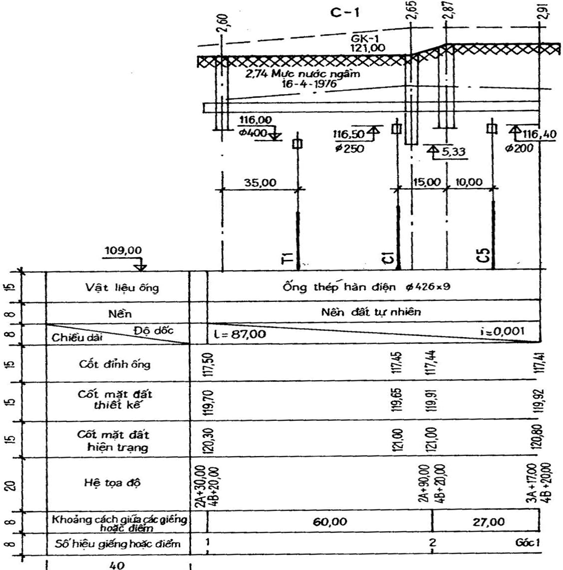 C-1
2,60
2,65
2,87
2,91
GK-1
121,00
2,74 Mực nước ngầm
16-4-1976
116,00
Ø400
116,50
Ø250
5,33
116,40
Ø200
35,00
15,00
10,00
T1
C1
C5
109,00
15
Vật liệu ống
Ống thép hàn điện Ø426x9
8
Nền
Nền đất tự nhiên
8
Độ dốc
Chiều dài
l=87,00
i=0,001
15
Cốt đỉnh ống
117,50
117,45
117,44
117,41
15
Cốt mặt đất
thiết kế
119,70
119,65
119,91
119,92
15
Cốt mặt đất
hiện trạng
120,30
121,00
121,00
120,80
20
Hệ tọa độ
2A+30,00
4B+20,00
2A+90,00
4B+20,00
3A+17,00
4B+20,00
8
Khoảng cách giữa các giếng
hoặc điểm
60,00
27,00
8
Số hiệu giếng hoặc điểm
1
2
Góc 1
40